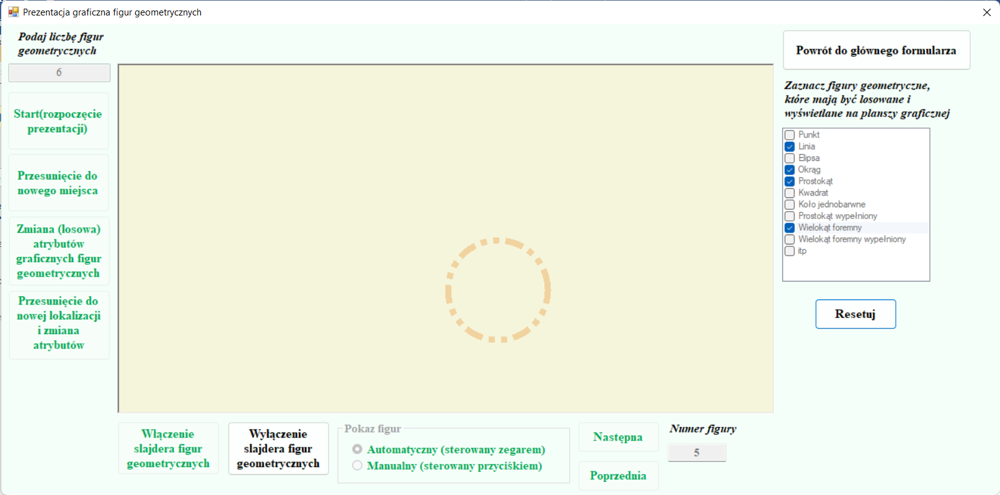 Prezentacja graficzna figur geometrycznych
Podaj liczbę figur
geometrycznych
6
Start(rozpoczęcie
prezentacji)
Przesunięcie do
nowego miejsca
Zmiana (losowa)
atrybutów
graficznych figur
geometrycznych
Przesunięcie do
nowej lokalizacji
i zmiana
atrybutów
Włączenie
slajdera figur
geometrycznych
Wyłączenie
slajdera figur
geometrycznych
Pokaz figur
Automatyczny (sterowany zegarem)
Manualny (sterowany przyciśkiem)
Następna
Poprzednia
Numer figury
5
Powrót do głównego formularza
Zaznacz figury geometryczne,
które mają być losowane i
wyświetlane na planszy graficznej
Punkt
Linia
Elipsa
Okrąg
Prostokąt
Kwadrat
Koło jednobarwne
Prostokąt wypełniony
Wielokąt foremny
Wielokąt foremny wypełniony
itp
Resetuj